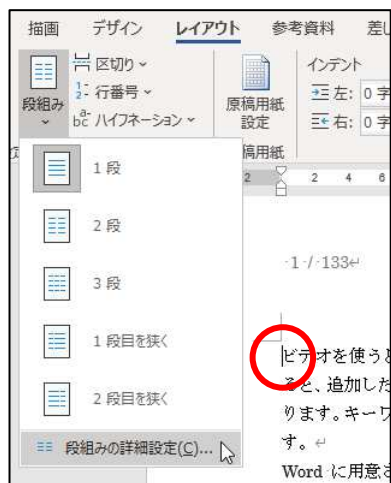 描画 デザイン レイアウト 参考資料 差し
段組み
区切り
行番号
ハイフネーション
原稿用紙
設定
稿用紙
インデント
左: 0 字
右: 0 字
1 段
2 段
3 段
1 段目を狭く
2 段目を狭く
段組みの詳細設定(C)...
2 2 4 6
1 / 133
ビデオを使うと
ると、追加した
ります。キーワ
す。
Word に用意さ